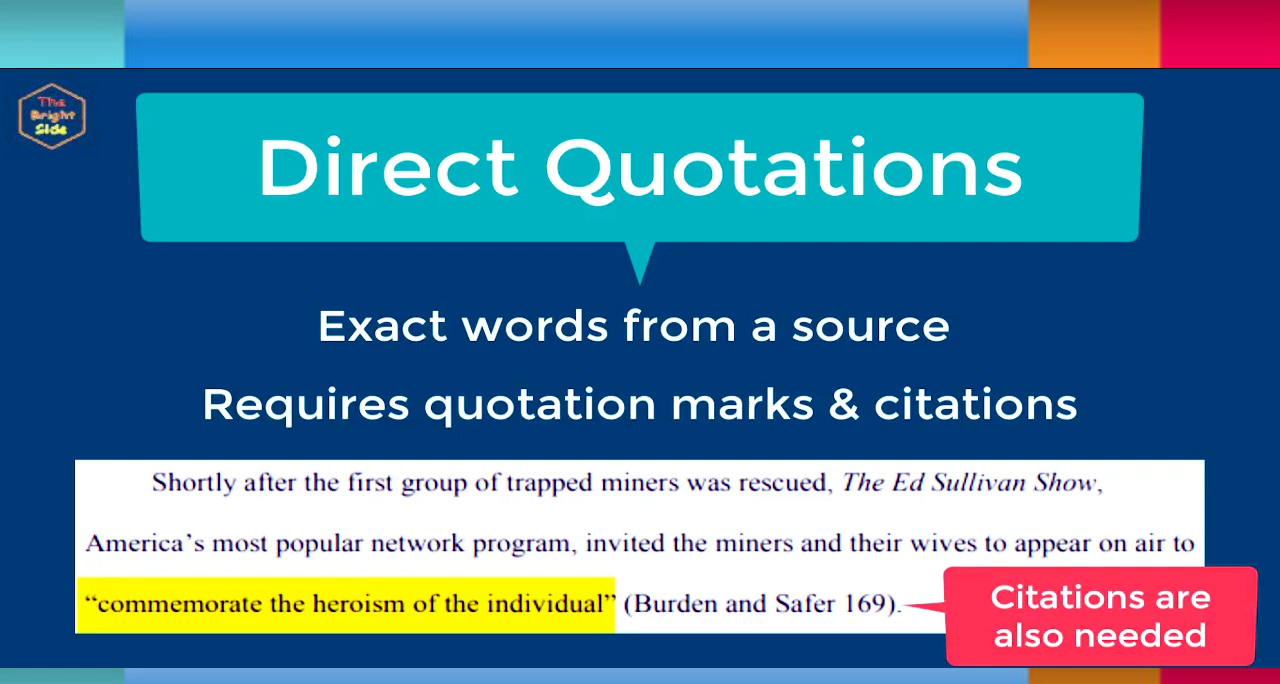 The
Bright
Side
Direct Quotations
Exact words from a source
Requires quotation marks & citations
Shortly after the first group of trapped miners was rescued, The Ed Sullivan Show,
America’s most popular network program, invited the miners and their wives to appear on air to
“commemorate the heroism of the individual” (Burden and Safer 169).
Citations are
also needed